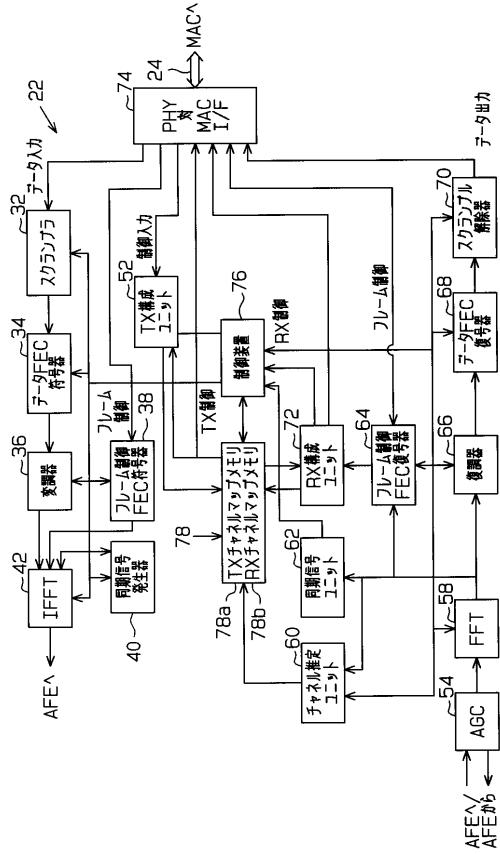 22
データ入力
32
スクランブラ
34
データFEC
符号器
36
変調器
42
IFFT
AFEへ
フレーム制御
38
フレーム制御
FEC符号器
同期信号
発生器
40
74
PHY
対
MAC
I/F
24
MACへ
制御入力
52
TX構成
ユニット
TX制御
76
制御装置
RX制御
78
78a
TXチャネルマップメモリ
RXチャネルマップメモリ
78b
72
RX構成
ユニット
62
同期信号
ユニット
60
チャネル推定
ユニット
フレーム制御
64
フレーム制御
FEC復号器
54
AGC
AFEへ/
AFEから
58
FFT
66
復調器
68
データFEC
復号器
70
スクランブル
解除器
データ出力